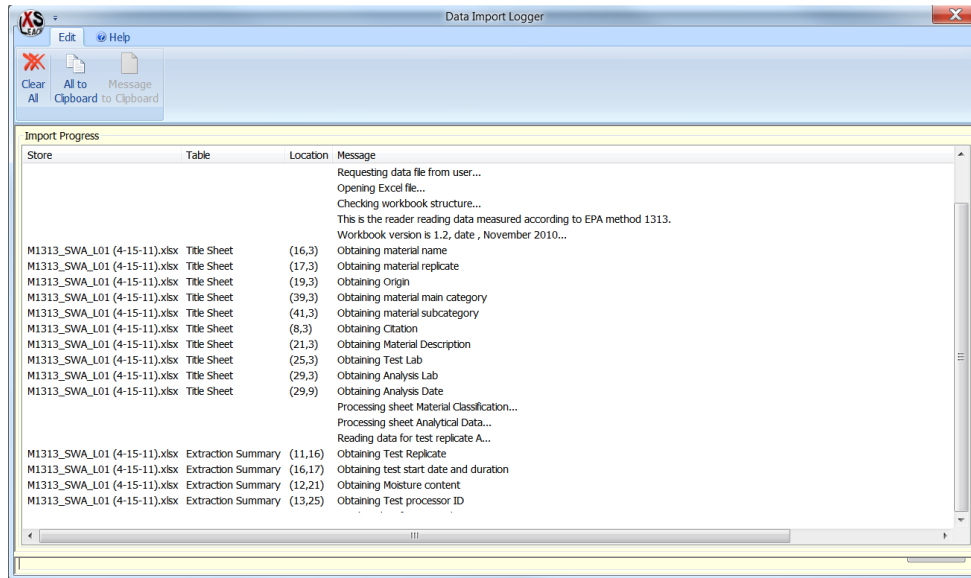 XS
LEACH
Data Import Logger
Edit Help
Clear All
All to Clipboard
Message to Clipboard
Import Progress
Store Table Location Message
Requesting data file from user...
Opening Excel file...
Checking workbook structure...
This is the reader reading data measured according to EPA method 1313.
Workbook version is 1.2, date , November 2010...
M1313_SWA_L01 (4-15-11).xlsx Title Sheet (16,3) Obtaining material name
M1313_SWA_L01 (4-15-11).xlsx Title Sheet (17,3) Obtaining material replicate
M1313_SWA_L01 (4-15-11).xlsx Title Sheet (19,3) Obtaining Origin
M1313_SWA_L01 (4-15-11).xlsx Title Sheet (39,3) Obtaining material main category
M1313_SWA_L01 (4-15-11).xlsx Title Sheet (41,3) Obtaining material subcategory
M1313_SWA_L01 (4-15-11).xlsx Title Sheet (8,3) Obtaining Citation
M1313_SWA_L01 (4-15-11).xlsx Title Sheet (21,3) Obtaining Material Description
M1313_SWA_L01 (4-15-11).xlsx Title Sheet (25,3) Obtaining Test Lab
M1313_SWA_L01 (4-15-11).xlsx Title Sheet (29,3) Obtaining Analysis Lab
M1313_SWA_L01 (4-15-11).xlsx Title Sheet (29,9) Obtaining Analysis Date
Processing sheet Material Classification...
Processing sheet Analytical Data...
Reading data for test replicate A...
M1313_SWA_L01 (4-15-11).xlsx Extraction Summary (11,16) Obtaining Test Replicate
M1313_SWA_L01 (4-15-11).xlsx Extraction Summary (16,17) Obtaining test start date and duration
M1313_SWA_L01 (4-15-11).xlsx Extraction Summary (12,21) Obtaining Moisture content
M1313_SWA_L01 (4-15-11).xlsx Extraction Summary (13,25) Obtaining Test processor ID